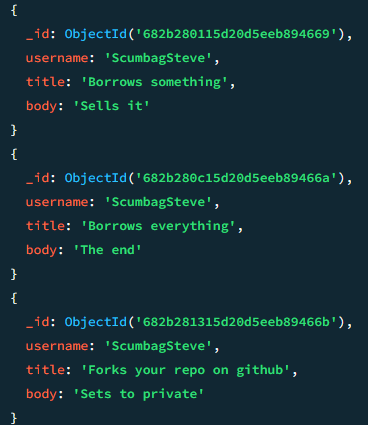 {
  _id: ObjectId('682b280115d20d5eeb894669'),
  username: 'ScumbagSteve',
  title: 'Borrows something',
  body: 'Sells it'
}
{
  _id: ObjectId('682b280c15d20d5eeb89466a'),
  username: 'ScumbagSteve',
  title: 'Borrows everything',
  body: 'The end'
}
{
  _id: ObjectId('682b281315d20d5eeb89466b'),
  username: 'ScumbagSteve',
  title: 'Forks your repo on github',
  body: 'Sets to private'
}